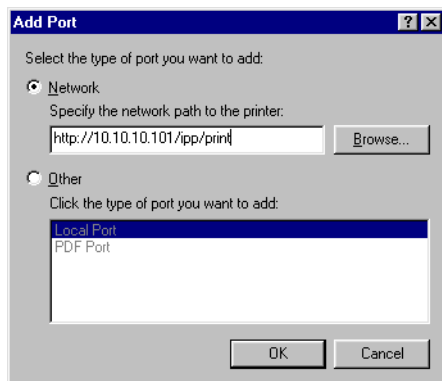 Add Port
Select the type of port you want to add:
Network
Specify the network path to the printer:
http://10.10.10.101/ipp/print
Browse...
Other
Click the type of port you want to add:
Local Port
PDF Port
OK
Cancel